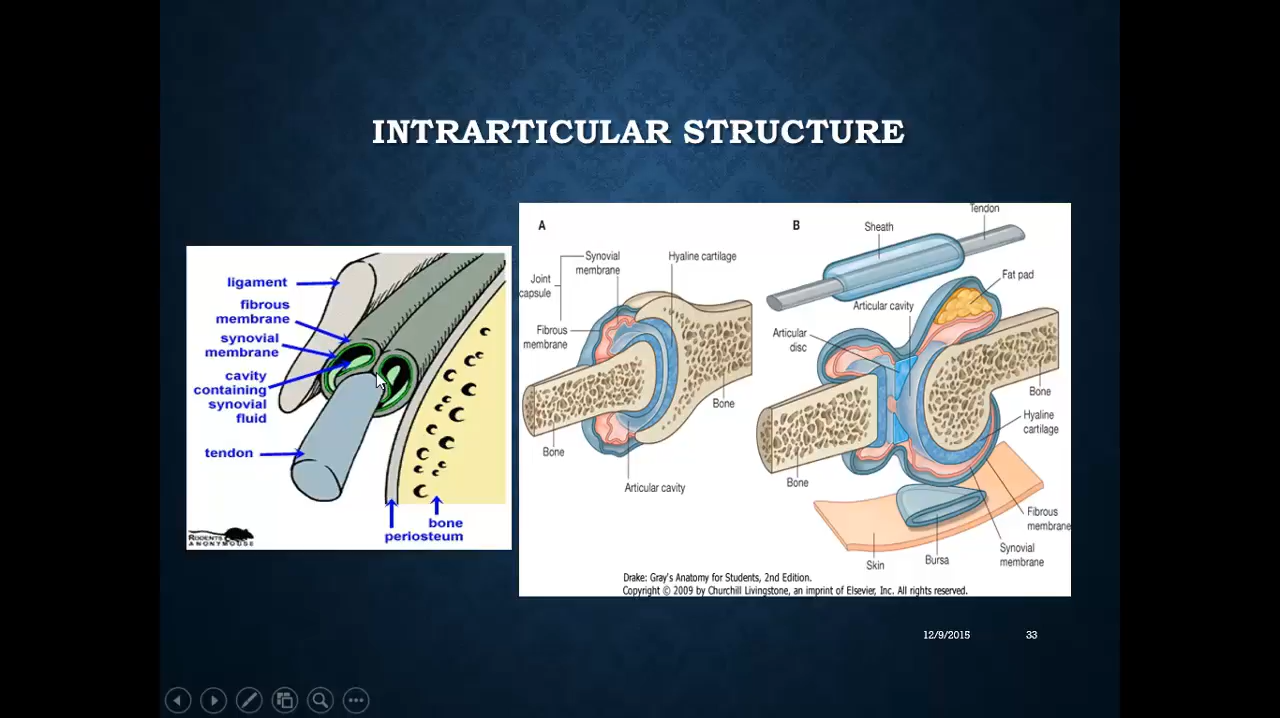 INTRARTICULAR STRUCTURE
ligament
fibrous
membrane
synovial
membrane
cavity
containing
synovial
fluid
tendon
bone
periosteum
RODENTS
ANONYMOUSE
A
Synovial
membrane
Hyaline cartilage
Joint
capsule
Fibrous
membrane
Bone
Bone
Articular cavity
B
Tendon
Sheath
Fat pad
Articular cavity
Articular
disc
Bone
Hyaline
cartilage
Bone
Fibrous
membrane
Synovial
membrane
Skin
Bursa
Drake: Gray's Anatomy for Students, 2nd Edition.
Copyright © 2009 by Churchill Livingstone, an imprint of Elsevier, Inc. All rights reserved.
12/9/2015
33